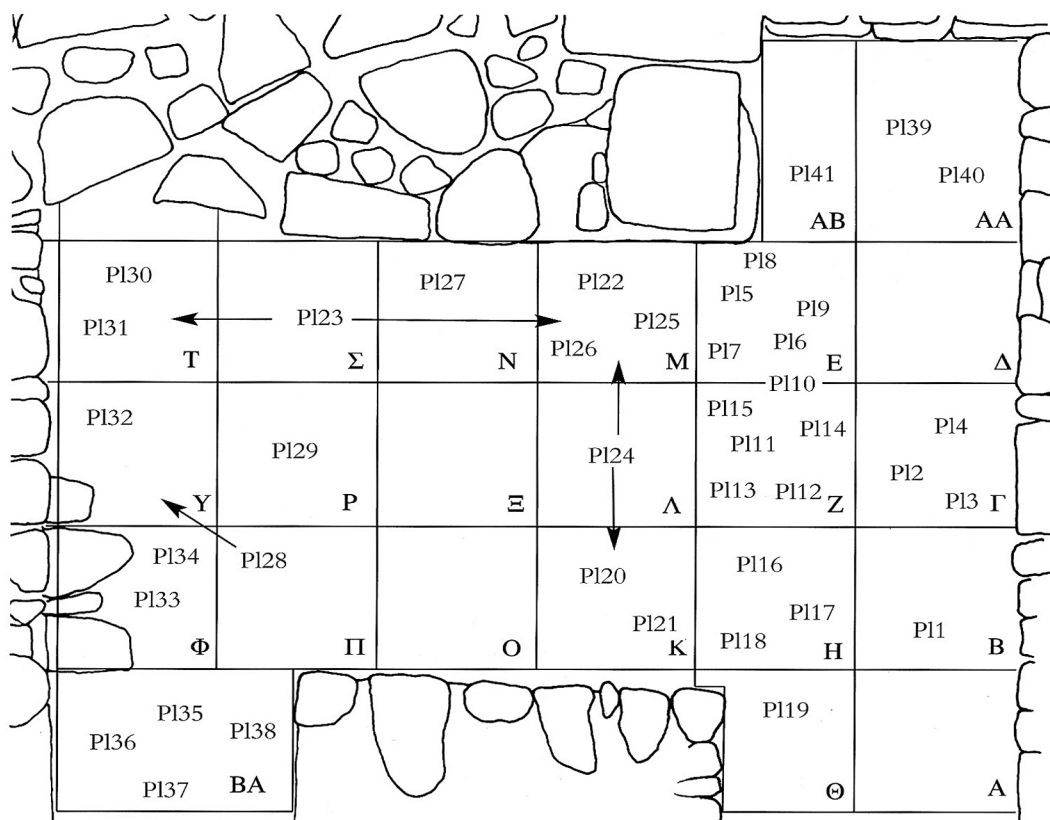 Pl39
Pl41 Pl40
AB AA
Pl8
Pl30 Pl27 Pl22 Pl5 Pl9
Pl31 Pl23 Pl25
Pl26 Pl7 Pl6
T Σ N M E Δ
Pl10
Pl32 Pl15 Pl4
Pl29 Pl24 Pl11 Pl14
Pl2
Pl13 Pl12 Pl3
Υ Ρ Ξ Λ Ζ Γ
Pl34 Pl28 Pl20 Pl16
Pl33 Pl21 Pl17 Pl1
Pl18
Φ Π Ο Κ Η Β
Pl35 Pl19
Pl36 Pl38
Pl37 BA Θ Α